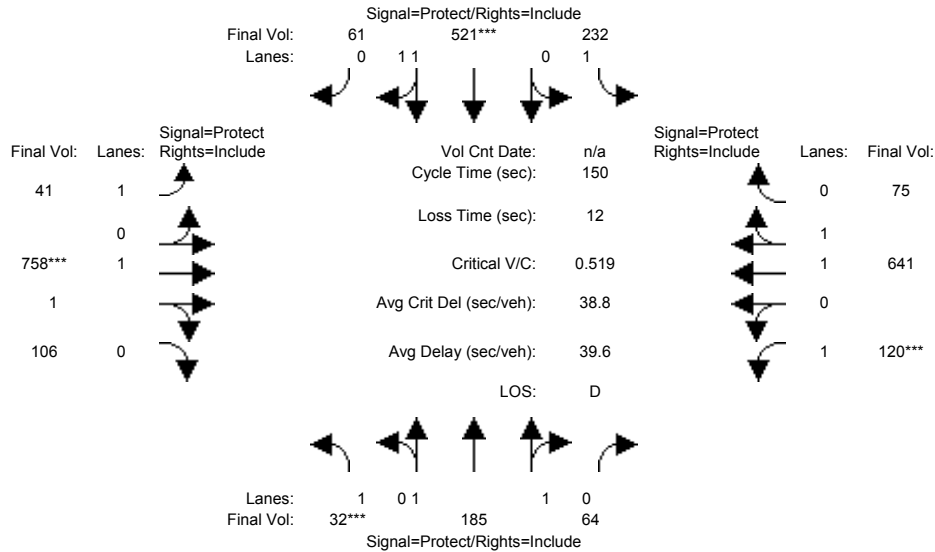 Signal=Protect/Rights=Include
Final Vol: 61 521*** 232
Lanes: 0 1 1 0 1
Signal=Protect Signal=Protect
Final Vol: Lanes: Rights=Include Vol Cnt Date: n/a Rights=Include Lanes: Final Vol:
Cycle Time (sec): 150
41 1 0 75
Loss Time (sec): 12
0 1
758*** 1 Critical V/C: 0.519 1 641
1 Avg Crit Del (sec/veh): 38.8 0
106 0 Avg Delay (sec/veh): 39.6 1 120***
LOS: D
Lanes: 1 0 1 1 0
Final Vol: 32*** 185 64
Signal=Protect/Rights=Include